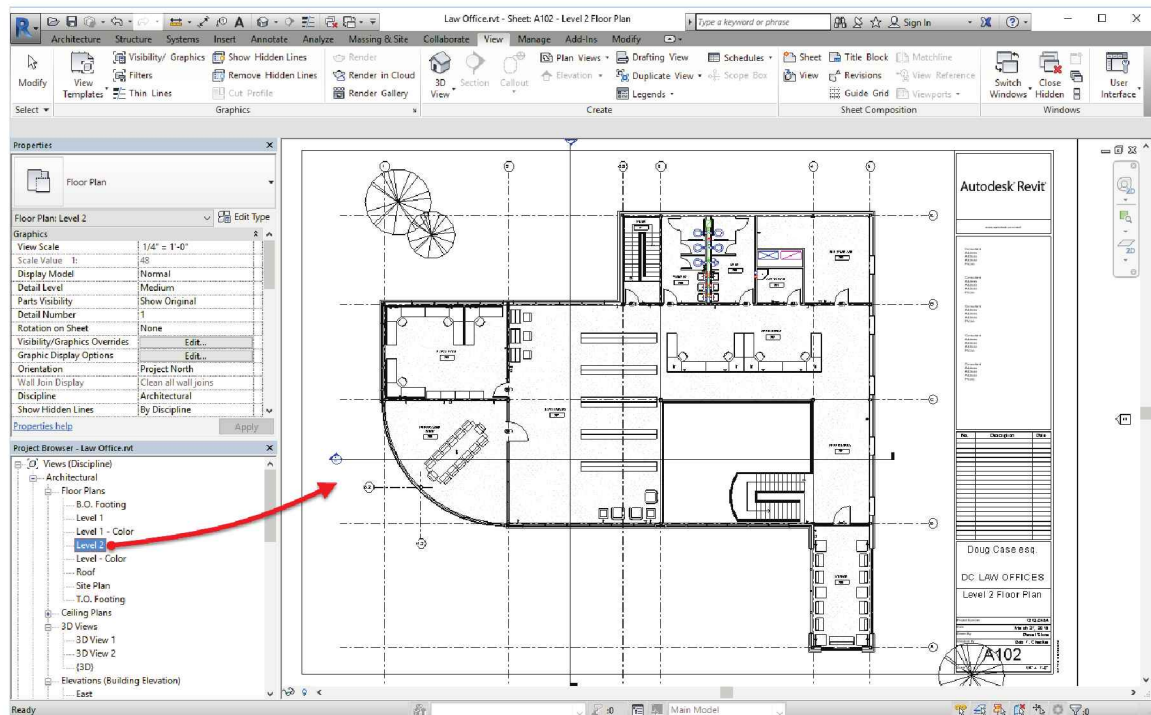 Law Office.rvt - Sheet: A102 - Level 2 Floor Plan
Type a keyword or phrase
Sign In
Architecture Structure Systems Insert Annotate Analyze Massing & Site Collaborate View Manage Add-Ins Modify
Modify
View Templates
Visibility/ Graphics
Filters
Thin Lines
Show Hidden Lines
Remove Hidden Lines
Cut Profile
Render
Render in Cloud
Render Gallery
3D View
Section
Callout
Plan Views
Elevation
Drafting View
Duplicate View
Legends
Schedules
Scope Box
Sheet
View
Title Block
Revisions
Guide Grid
Matchline
View Reference
Viewports
Switch Windows
Close Hidden
User Interface
Select Graphics Create Sheet Composition Windows
Properties
Floor Plan
Floor Plan: Level 2
Edit Type
Graphics
View Scale 1/4" = 1'-0"
Scale Value 1: 48
Display Model Normal
Detail Level Medium
Parts Visibility Show Original
Detail Number 1
Rotation on Sheet None
Visibility/Graphics Overrides Edit...
Graphic Display Options Edit...
Orientation Project North
Wall Join Display Clean all wall joins
Discipline Architectural
Show Hidden Lines By Discipline
Properties help Apply
Project Browser - Law Office.rvt
Views (Discipline)
Architectural
Floor Plans
B.O. Footing
Level 1
Level 1 - Color
Level 2
Level - Color
Roof
Site Plan
T.O. Footing
Ceiling Plans
3D Views
3D View 1
3D View 2
{3D}
Elevations (Building Elevation)
East
Autodesk Revit
No. Description Date
Doug Case esq.
DC LAW OFFICES
Level 2 Floor Plan
A102
2D
Ready
:0
Main Model
:0